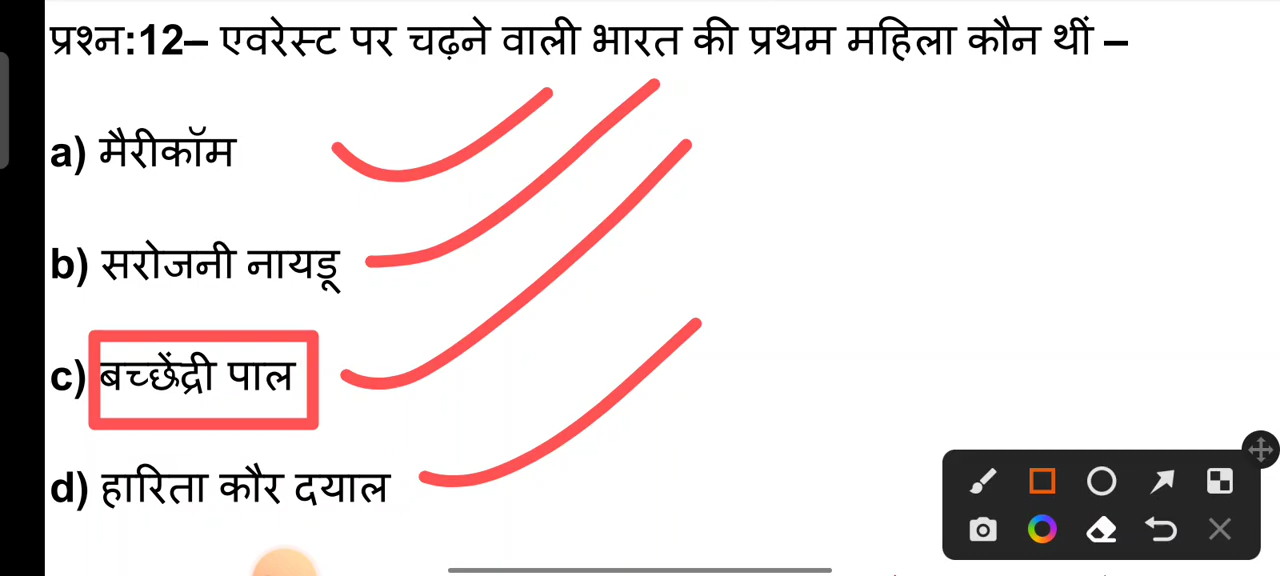 प्रश्न:12– एवरेस्ट पर चढ़ने वाली भारत की प्रथम महिला कौन थीं –
a) मैरीकॉम
b) सरोजनी नायडू
c) बच्छेंद्री पाल
d) हारिता कौर दयाल